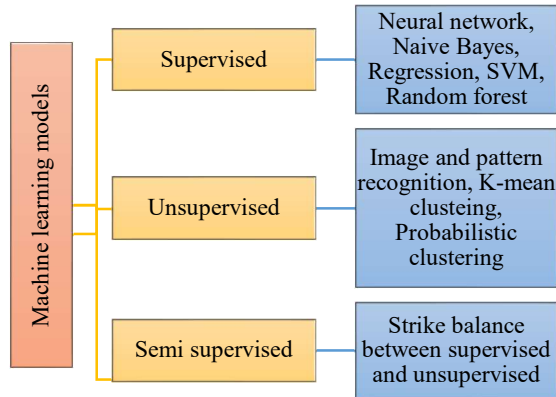 Machine learning models
Supervised
Neural network,
Naive Bayes,
Regression, SVM,
Random forest
Unsupervised
Image and pattern
recognition, K-mean
clusteing,
Probabilistic
clustering
Semi supervised
Strike balance
between supervised
and unsupervised